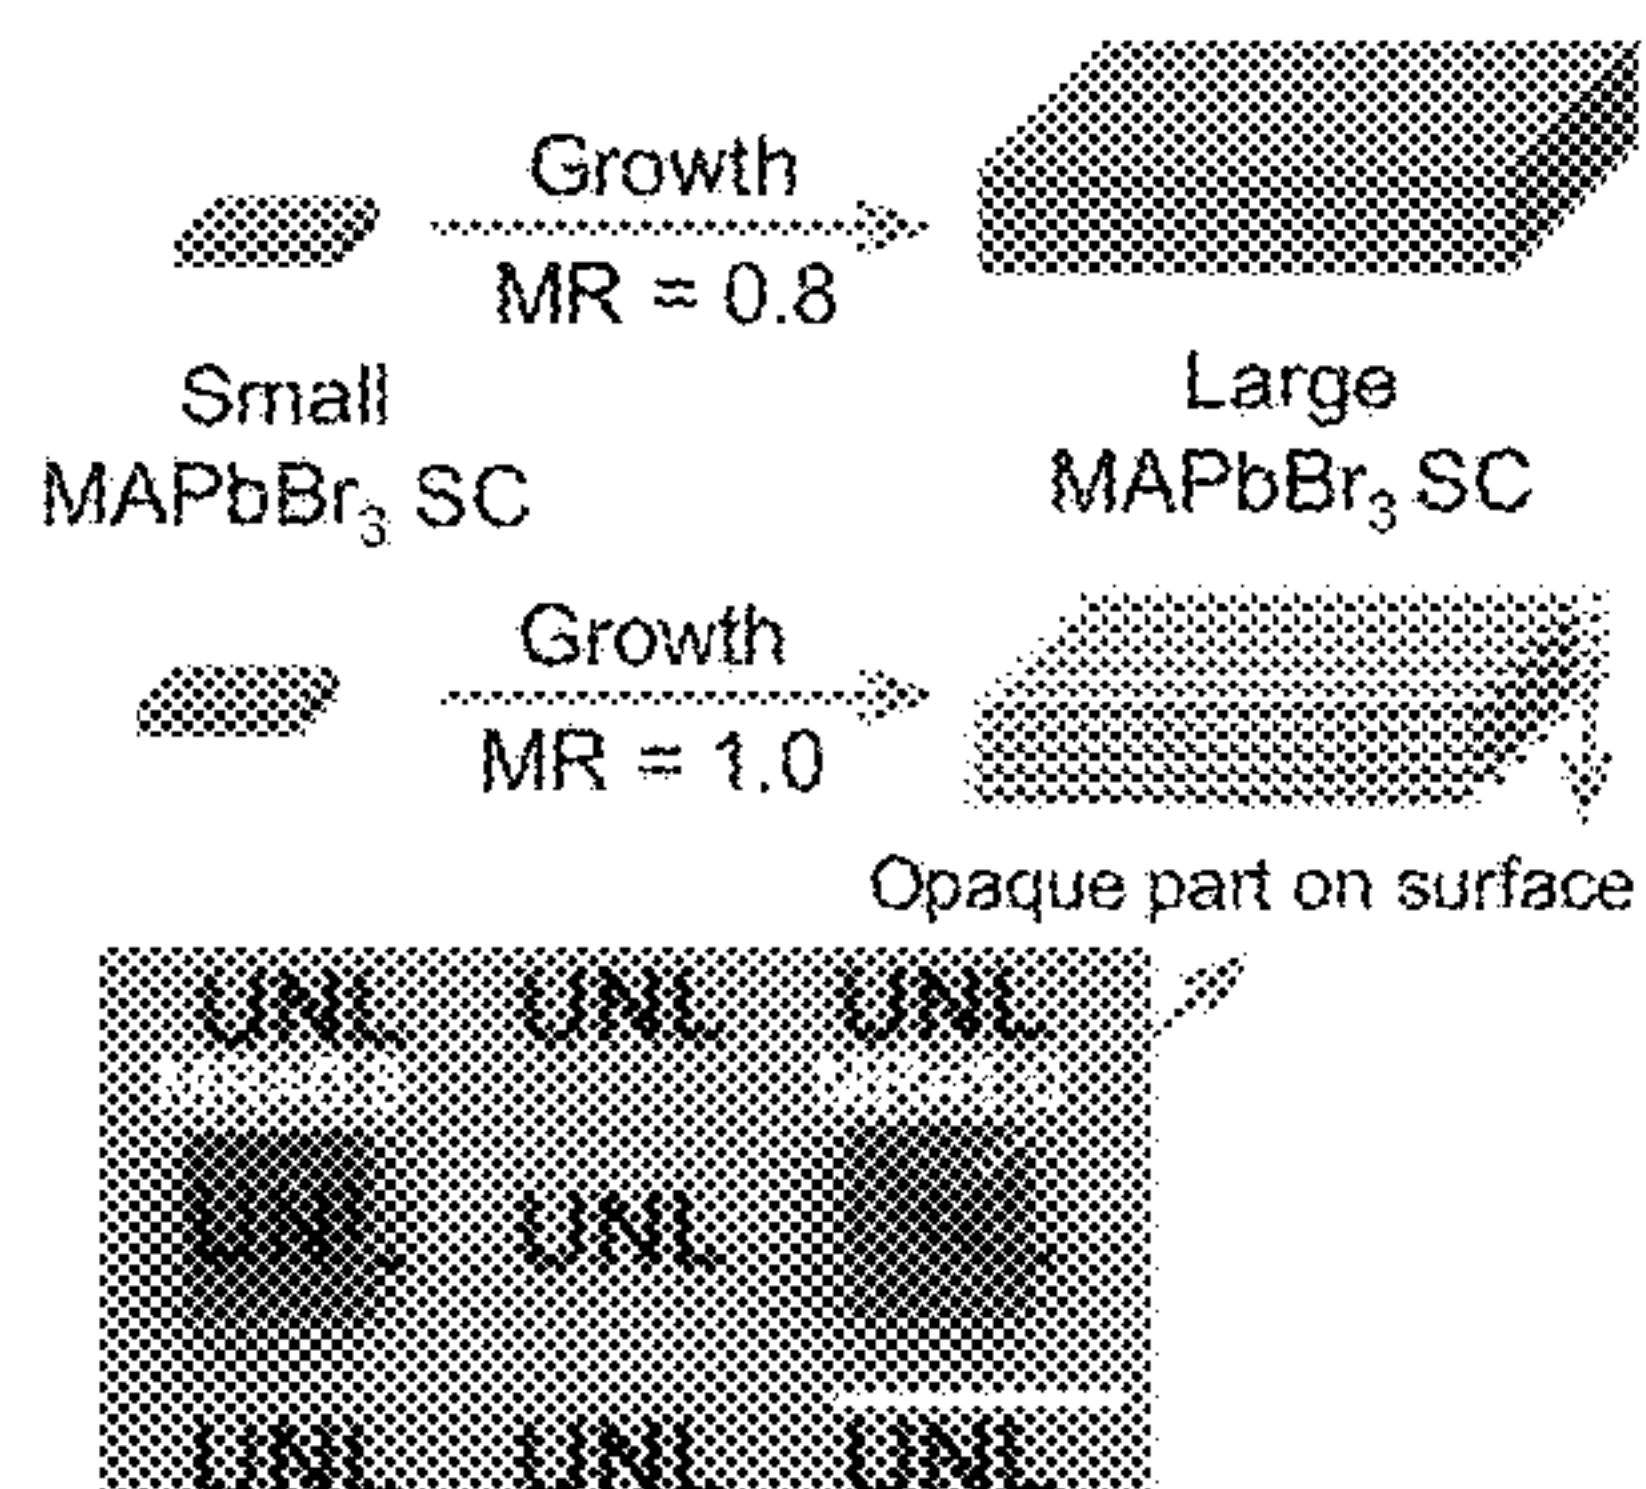 Growth
MR = 0.8
Small
MAPbBr₃ SC
Large
MAPbBr₃ SC
Growth
MR = 1.0
Opaque part on surface
UNL UNL UNL
UNL UNL
UNL UNL UNL